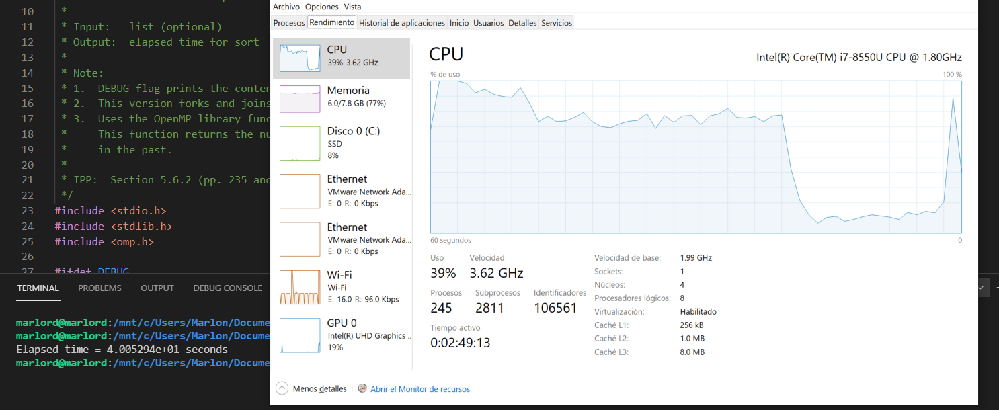 10 *
11 * Input: list (optional)
12 * Output: elapsed time for sort
13 *
14 * Note:
15 * 1. DEBUG flag prints the conter
16 * 2. This version forks and joins
17 * 3. Uses the OpenMP library func
18 * This function returns the nu
19 * in the past.
20 *
21 * IPP: Section 5.6.2 (pp. 235 and
22 */
23 #include <stdio.h>
24 #include <stdlib.h>
25 #include <omp.h>
26
27 #ifdef DEBUG
TERMINAL PROBLEMS OUTPUT DEBUG CONSOLE
marlord@marlord:/mnt/c/Users/Marlon/Docume
marlord@marlord:/mnt/c/Users/Marlon/Docume
Elapsed time = 4.005294e+01 seconds
marlord@marlord:/mnt/c/Users/Marlon/Docume
Archivo Opciones Vista
Procesos Rendimiento Historial de aplicaciones Inicio Usuarios Detalles Servicios
CPU
39% 3.62 GHz
Memoria
6.0/7.8 GB (77%)
Disco 0 (C:)
SSD
8%
Ethernet
VMware Network Ada...
E: 0 R: 0 Kbps
Ethernet
VMware Network Ada...
E: 0 R: 0 Kbps
Wi-Fi
Wi-Fi
E: 16.0 R: 96.0 Kbps
GPU 0
Intel(R) UHD Graphics ...
19%
CPU
Intel(R) Core(TM) i7-8550U CPU @ 1.80GHz
% de uso 100 %
60 segundos 0
Uso Velocidad
39% 3.62 GHz
Procesos Subprocesos Identificadores
245 2811 106561
Tiempo activo
0:02:49:13
Velocidad de base: 1.99 GHz
Sockets: 1
Núcleos: 4
Procesadores lógicos: 8
Virtualización: Habilitado
Caché L1: 256 kB
Caché L2: 1.0 MB
Caché L3: 8.0 MB
Menos detalles Abrir el Monitor de recursos